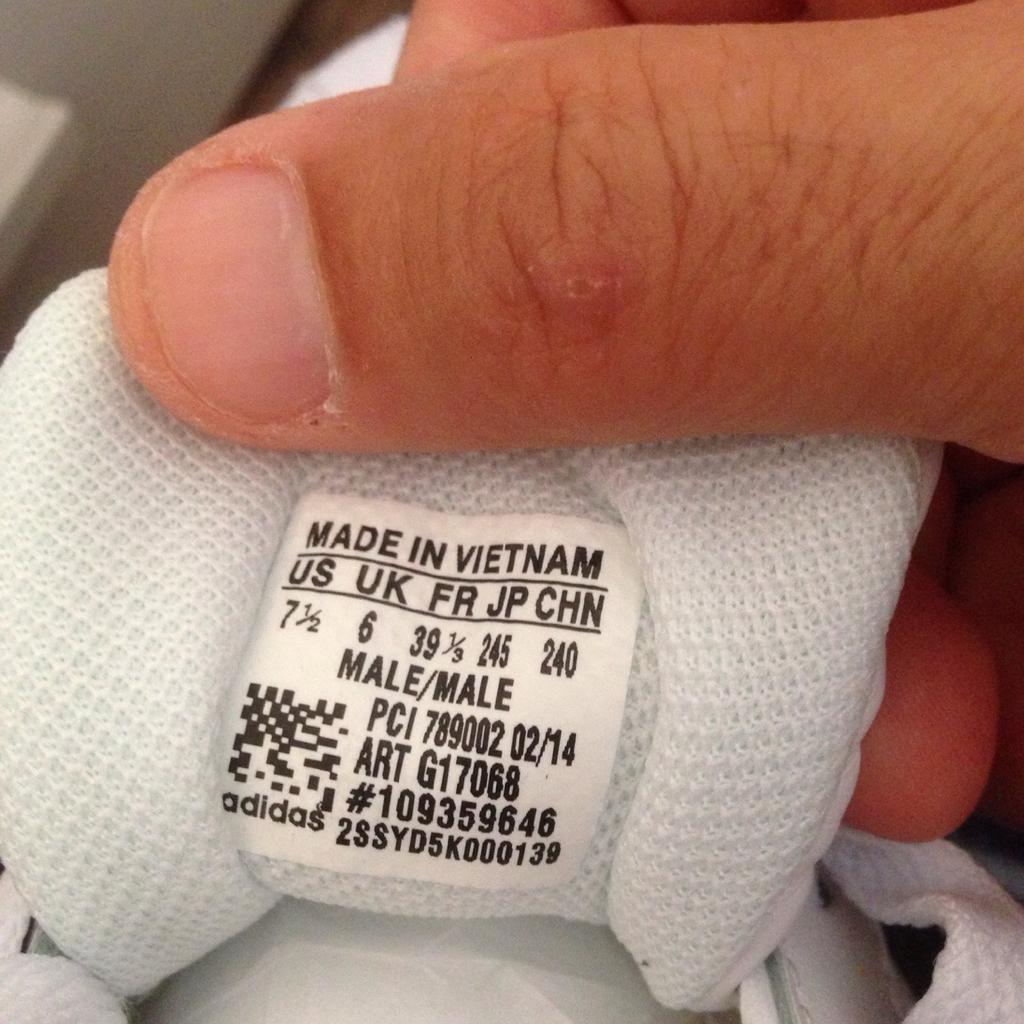 MADE IN VIETNAM
US UK FR JP CHN
7½ 6 39⅓ 245 240
MALE/MALE
PCI 789002 02/14
ART G17068
#109359646
adidas 2SSYD5K000139